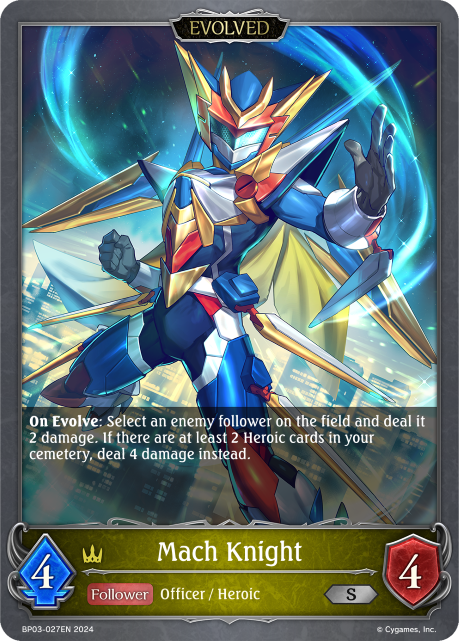 EVOLVED
On Evolve: Select an enemy follower on the field and deal it
2 damage. If there are at least 2 Heroic cards in your
cemetery, deal 4 damage instead.
Mach Knight
4
4
Follower Officer / Heroic S
BP03-027EN 2024 © Cygames, Inc.